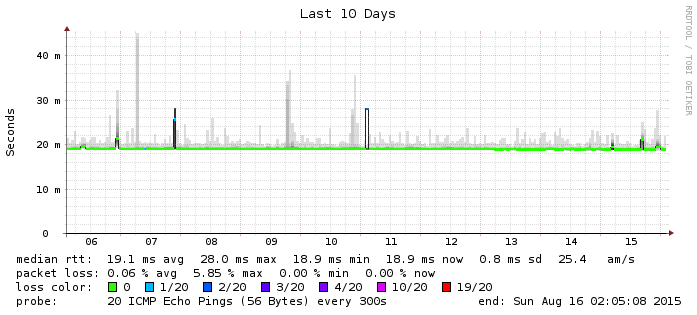 Last 10 Days
RRDTOOL / TOBI OETIKER
Seconds
40 m
30 m
20 m
10 m
0
06 07 08 09 10 11 12 13 14 15
median rtt: 19.1 ms avg 28.0 ms max 18.9 ms min 18.9 ms now 0.8 ms sd 25.4 am/s
packet loss: 0.06 % avg 5.85 % max 0.00 % min 0.00 % now
loss color: 0 1/20 2/20 3/20 4/20 10/20 19/20
probe: 20 ICMP Echo Pings (56 Bytes) every 300s end: Sun Aug 16 02:05:08 2015